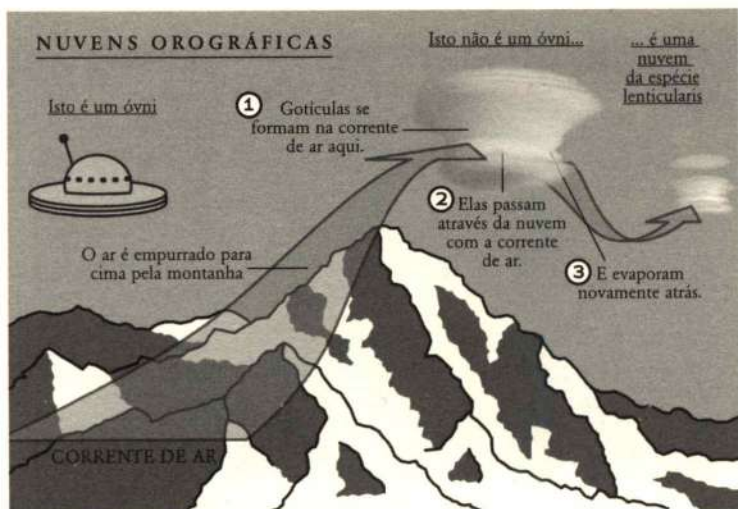 NUVENS OROGRÁFICAS
Isto é um óvni
Isto não é um óvni...
... é uma
nuvem
da espécie
lenticularis
1 Gotículas se
formam na corrente
de ar aqui.
2 Elas passam
através da nuvem
com a corrente
de ar.
3 E evaporam
novamente atrás.
O ar é empurrado para
cima pela montanha
CORRENTE DE AR